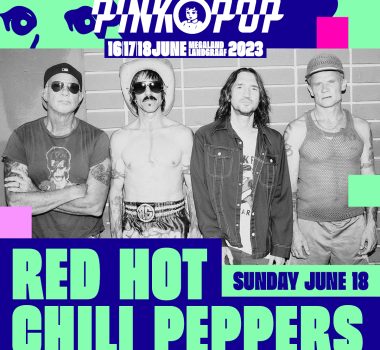 PINKPOP
16|17|18 JUNE MEGALAND LANDGRAAF 2023
RED HOT
SUNDAY JUNE 18
CHILI PEPPERS